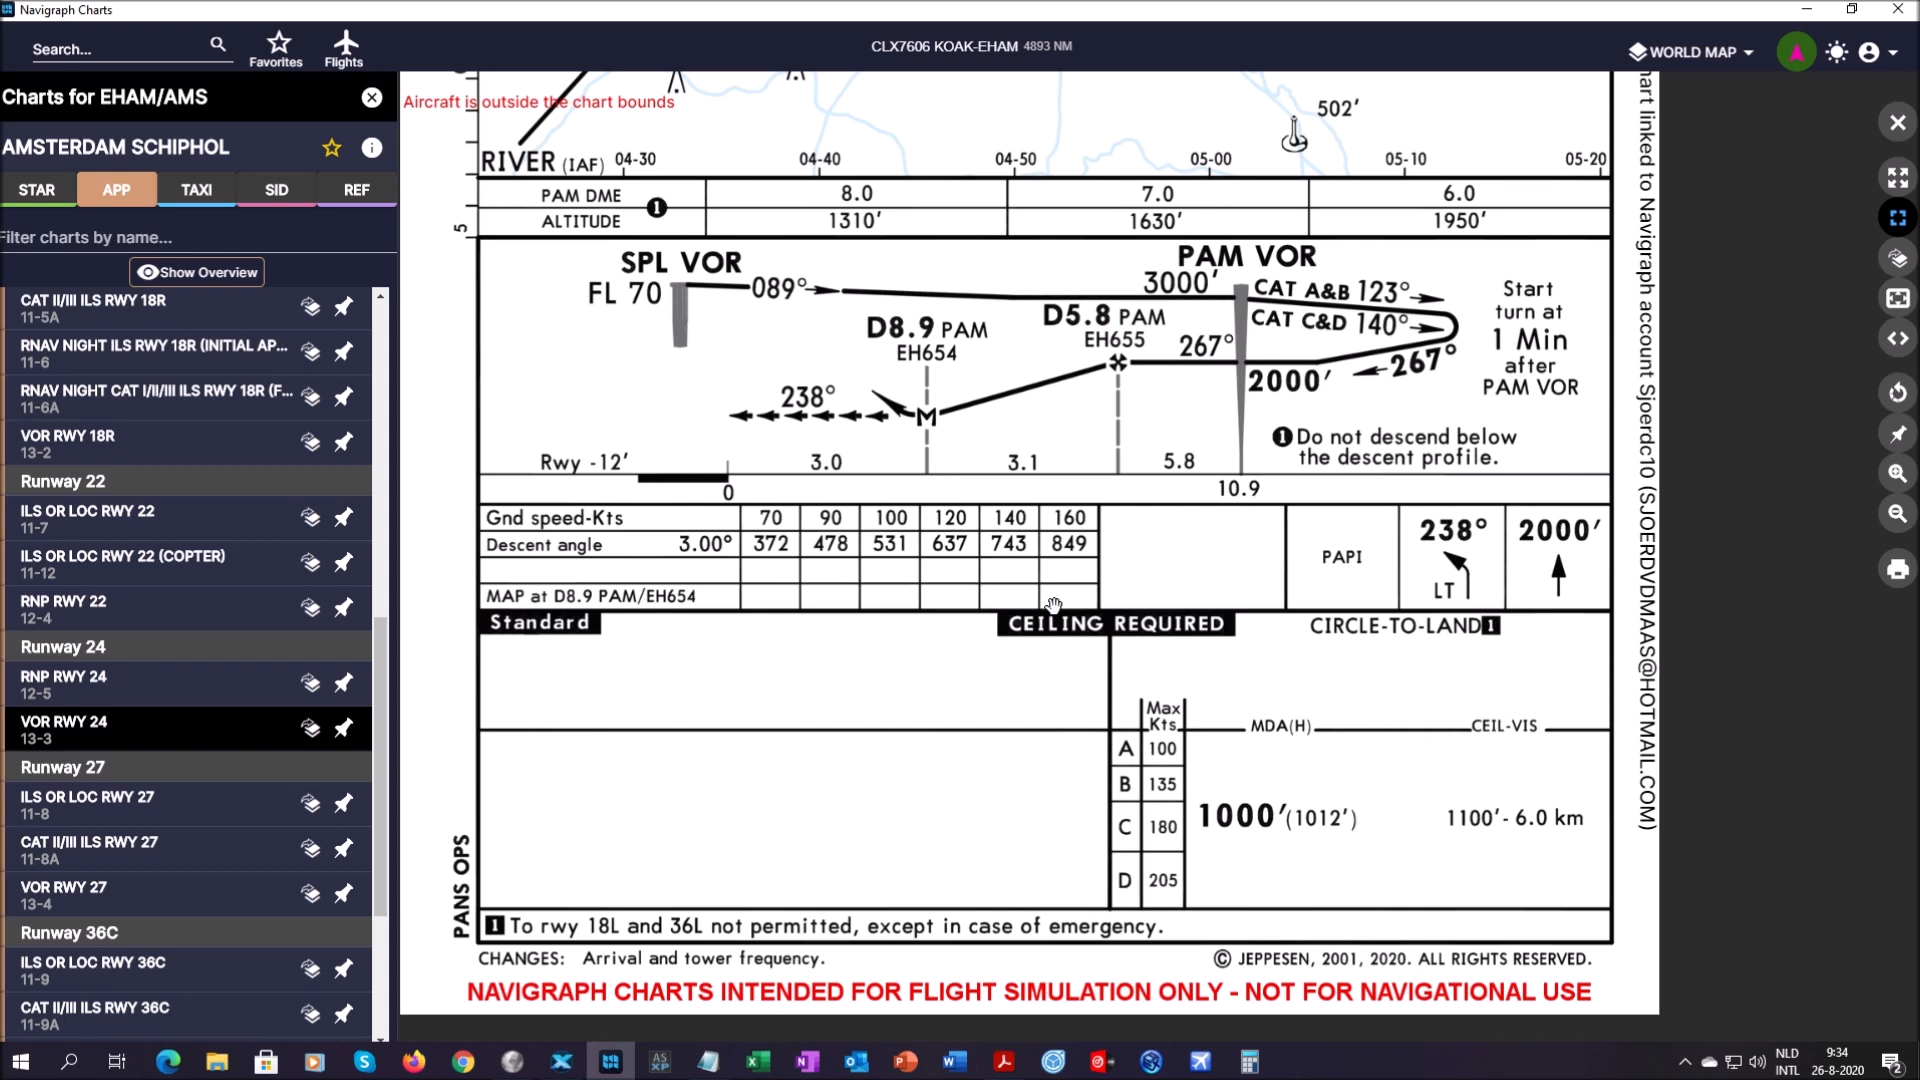 Navigraph Charts
Search...
Favorites
Flights
CLX7606 KOAK-EHAM 4893 NM
WORLD MAP
Charts for EHAM/AMS
AMSTERDAM SCHIPHOL
STAR APP TAXI SID REF
Filter charts by name...
Show Overview
CAT II/III ILS RWY 18R
11-5A
RNAV NIGHT ILS RWY 18R (INITIAL AP...
11-6
RNAV NIGHT CAT I/II/III ILS RWY 18R (F...
11-6A
VOR RWY 18R
13-2
Runway 22
ILS OR LOC RWY 22
11-7
ILS OR LOC RWY 22 (COPTER)
11-12
RNP RWY 22
12-4
Runway 24
RNP RWY 24
12-5
VOR RWY 24
13-3
Runway 27
ILS OR LOC RWY 27
11-8
CAT II/III ILS RWY 27
11-8A
VOR RWY 27
13-4
Runway 36C
ILS OR LOC RWY 36C
11-9
CAT II/III ILS RWY 36C
11-9A
Aircraft is outside the chart bounds
502'
RIVER (IAF) 04-30 04-40 04-50 05-00 05-10 05-20
5
PAM DME 8.0 7.0 6.0
1
ALTITUDE 1310' 1630' 1950'
SPL VOR PAM VOR
FL 70 089° 3000' CAT A&B 123°
CAT C&D 140°
Start
turn at
1 Min
after
PAM VOR
D8.9 PAM
EH654
D5.8 PAM
EH655
267° 267°
2000'
238°
M
1 Do not descend below
the descent profile.
Rwy -12' 3.0 3.1 5.8
0 10.9
Gnd speed-Kts 70 90 100 120 140 160
Descent angle 3.00° 372 478 531 637 743 849
MAP at D8.9 PAM/EH654
PAPI
238°
LT
2000'
Standard CEILING REQUIRED CIRCLE-TO-LAND 1
Max
Kts MDA(H) CEIL-VIS
A 100
B 135
C 180
D 205
1000'(1012') 1100'- 6.0 km
PANS OPS
1 To rwy 18L and 36L not permitted, except in case of emergency.
CHANGES: Arrival and tower frequency.
© JEPPESEN, 2001, 2020. ALL RIGHTS RESERVED.
NAVIGRAPH CHARTS INTENDED FOR FLIGHT SIMULATION ONLY - NOT FOR NAVIGATIONAL USE
linked to Navigraph account Sjoerdc10 (SJOERDVDMAAS@HOTMAIL.COM)
AS
XP
NLD
INTL
9:34
26-8-2020
2